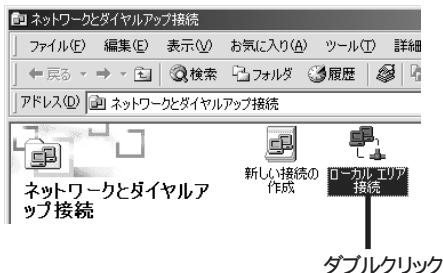 ネットワークとダイヤルアップ接続
ファイル(F) 編集(E) 表示(V) お気に入り(A) ツール(T) 詳細
戻る 検索 フォルダ 履歴
アドレス(D) ネットワークとダイヤルアップ接続
ネットワークとダイヤルア
ップ接続
新しい接続の
作成
ローカル エリア
接続
ダブルクリック